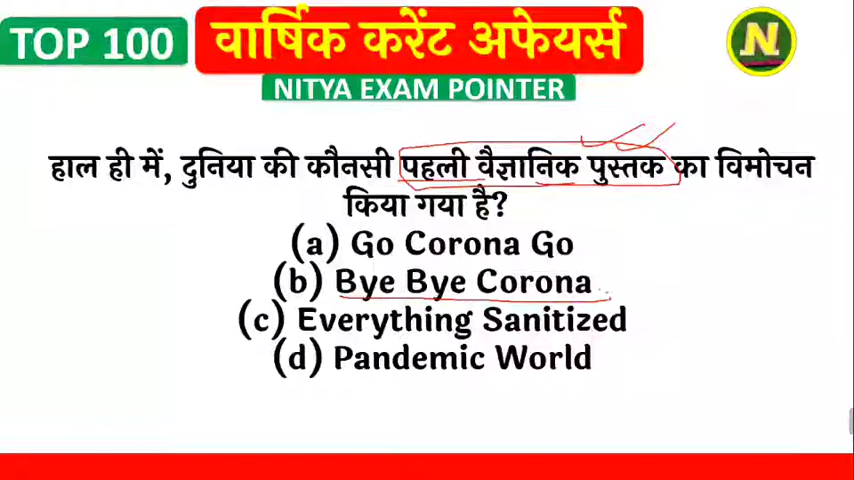 TOP 100
वार्षिक करेंट अफेयर्स
N
NITYA EXAM POINTER
हाल ही में, दुनिया की कौनसी पहली वैज्ञानिक पुस्तक का विमोचन
किया गया है?
(a) Go Corona Go
(b) Bye Bye Corona
(c) Everything Sanitized
(d) Pandemic World